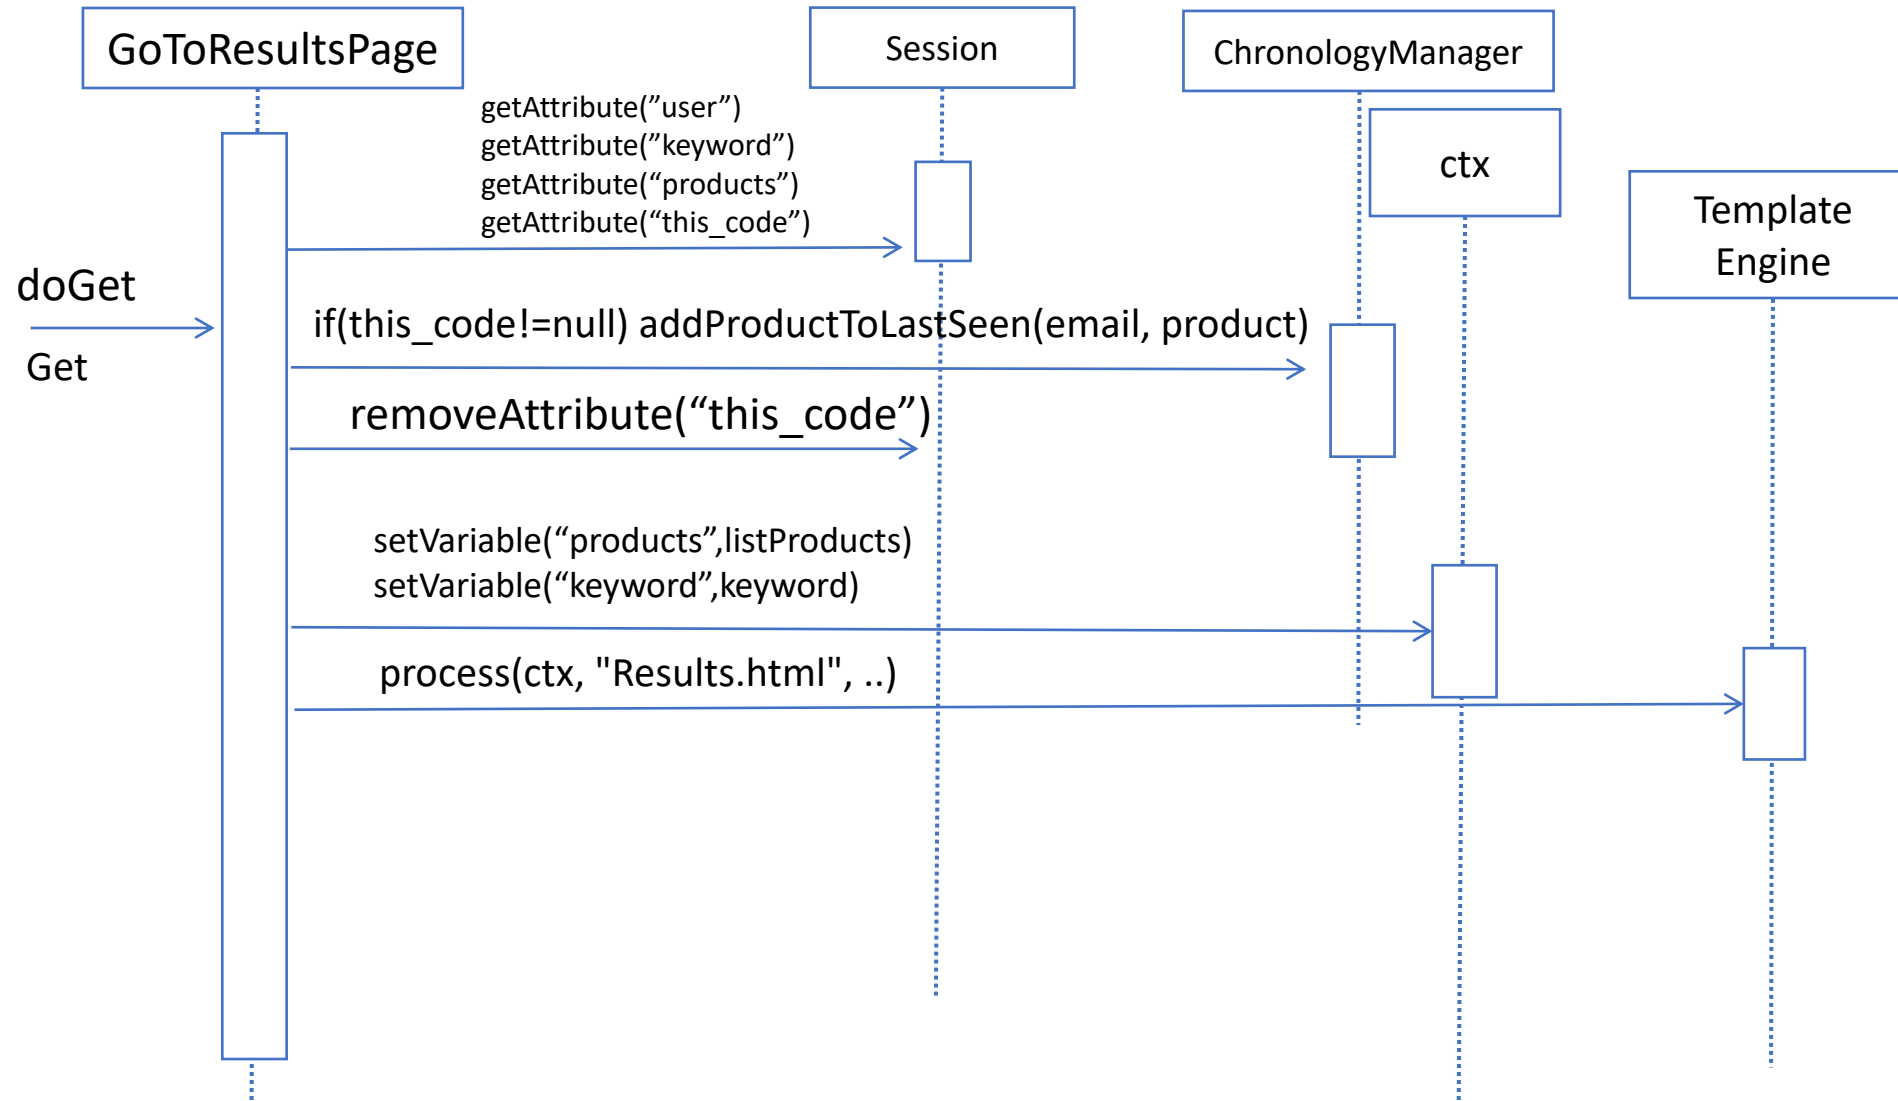 GoToResultsPage
Session
ChronologyManager
ctx
Template
Engine
getAttribute(”user”)
getAttribute(”keyword”)
getAttribute(“products”)
getAttribute(“this_code”)
doGet
Get
if(this_code!=null) addProductToLastSeen(email, product)
removeAttribute(“this_code”)
setVariable(“products”,listProducts)
setVariable(“keyword”,keyword)
process(ctx, "Results.html", ..)